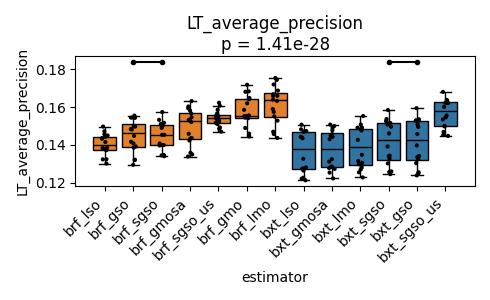 LT_average_precision
p = 1.41e-28
LT_average_precision
0.18
0.16
0.14
0.12
brf_lso
brf_gso
brf_sgso
brf_gmosa
brf_sgso_us
brf_gmo
brf_lmo
bxt_lso
bxt_gmosa
bxt_lmo
bxt_sgso
bxt_gso
bxt_sgso_us
estimator